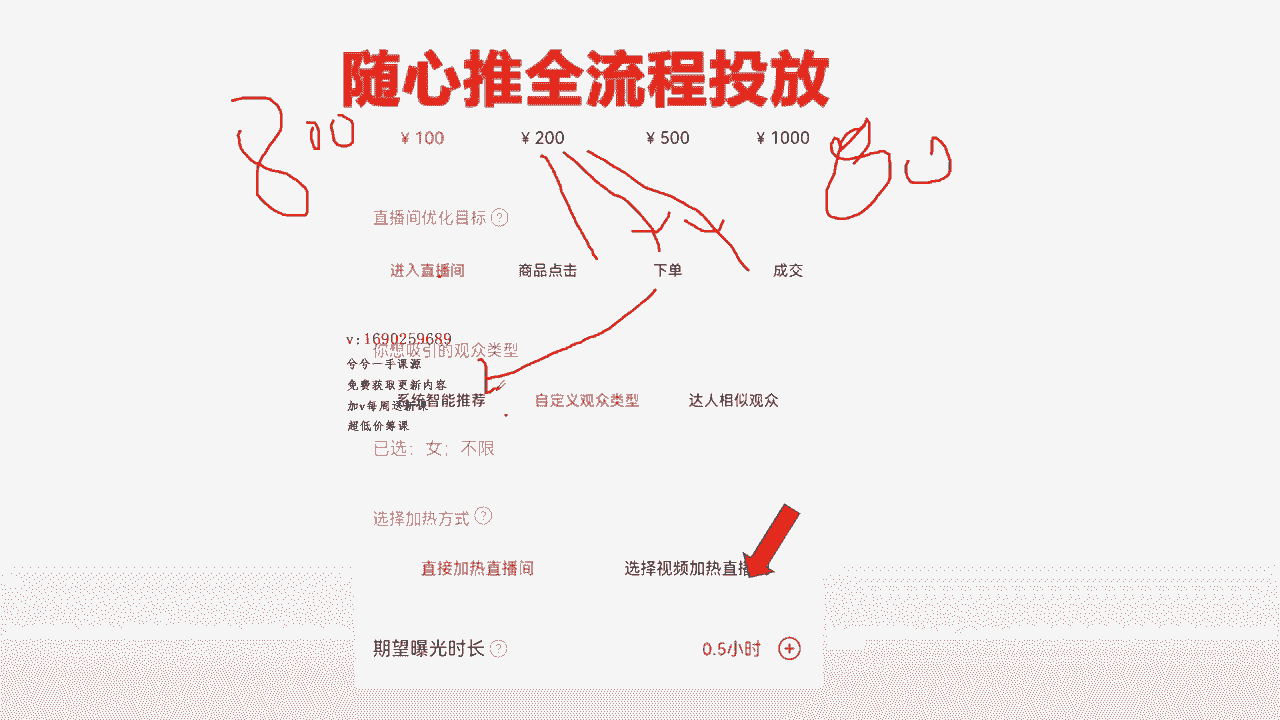 随心推全流程投放
800
¥ 100 ¥ 200 ¥ 500 ¥ 1000
直播间优化目标 ?
进入直播间 商品点击 下单 成交
v:1690259689
你想吸引的观众类型
兮兮一手课源
免费获取更新内容
系统智能推荐 自定义观众类型 达人相似观众
加v每周送新课
超低价筹课
已选：女；不限
选择加热方式 ?
直接加热直播间 选择视频加热直播
期望曝光时长 ? 0.5小时 +